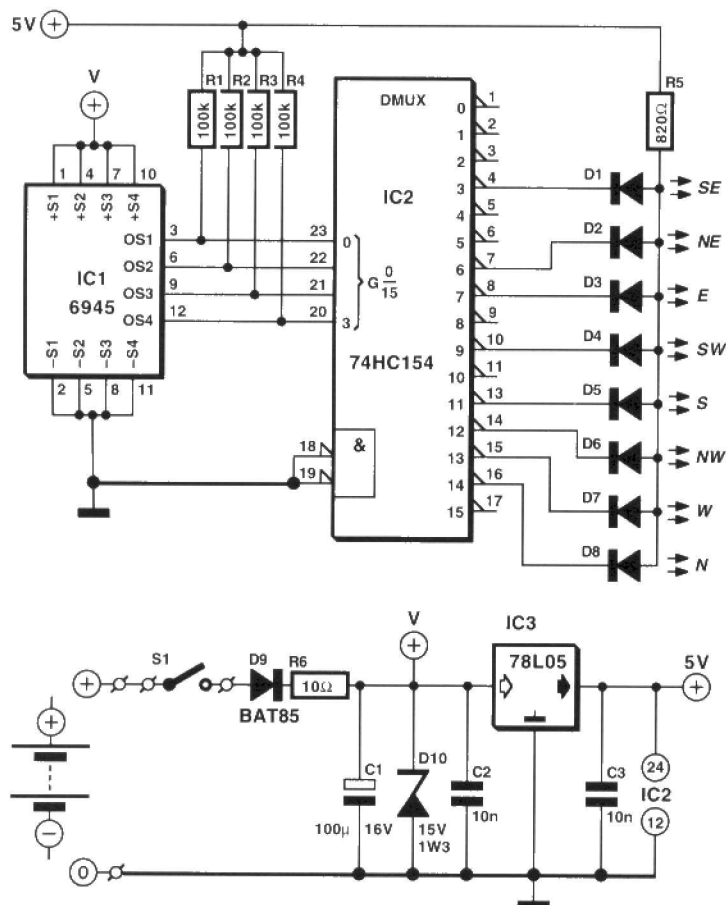 5V +
V
+
R1 R2 R3 R4
100k 100k 100k 100k
R5
820Ω
1 4 7 10
+S1 +S2 +S3 +S4
OS1 3
OS2 6
OS3 9
OS4 12
IC1
6945
-S1 -S2 -S3 -S4
2 5 8 11
DMUX
IC2
74HC154
23 0
22
21
20 3
G 0/15
18
19
&
0 1
1 2
2 3
3 4
4 5
5 6
6 7
7 8
8 9
9 10
10 11
11 13
12 14
13 15
14 16
15 17
D1 SE
D2 NE
D3 E
D4 SW
D5 S
D6 NW
D7 W
D8 N
V
+
IC3
78L05
5V
+
+ S1 D9 R6
10Ω
BAT85
+
−
C1
100µ 16V
D10
15V
1W3
C2
10n
C3
10n
24
IC2
12
0